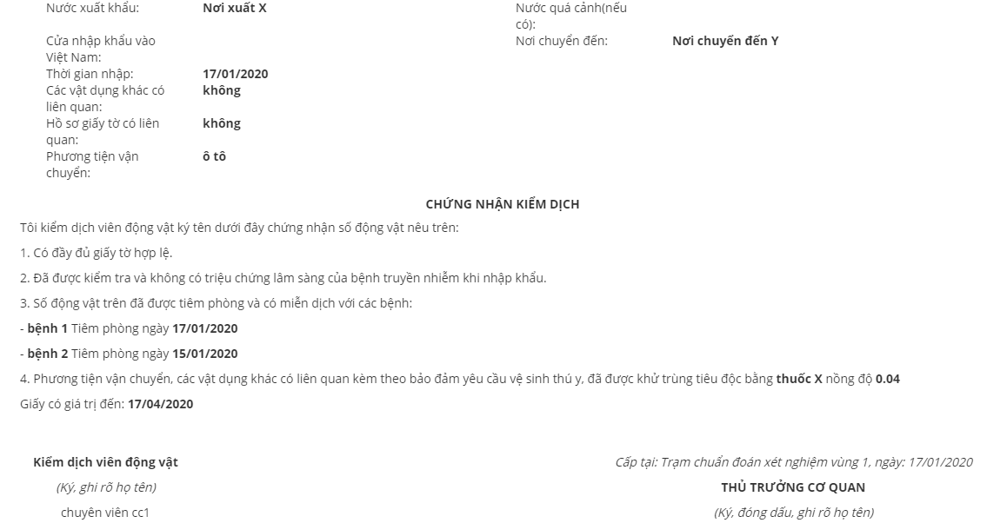 Nước xuất khẩu: Nơi xuất X Nước quá cảnh(nếu
có):
Cửa nhập khẩu vào Nơi chuyển đến: Nơi chuyển đến Y
Việt Nam:
Thời gian nhập: 17/01/2020
Các vật dụng khác có không
liên quan:
Hồ sơ giấy tờ có liên không
quan:
Phương tiện vận ô tô
chuyển:
CHỨNG NHẬN KIỂM DỊCH
Tôi kiểm dịch viên động vật ký tên dưới đây chứng nhận số động vật nêu trên:
1. Có đầy đủ giấy tờ hợp lệ.
2. Đã được kiểm tra và không có triệu chứng lâm sàng của bệnh truyền nhiễm khi nhập khẩu.
3. Số động vật trên đã được tiêm phòng và có miễn dịch với các bệnh:
- bệnh 1 Tiêm phòng ngày 17/01/2020
- bệnh 2 Tiêm phòng ngày 15/01/2020
4. Phương tiện vận chuyển, các vật dụng khác có liên quan kèm theo bảo đảm yêu cầu vệ sinh thú y, đã được khử trùng tiêu độc bằng thuốc X nồng độ 0.04
Giấy có giá trị đến: 17/04/2020
Kiểm dịch viên động vật Cấp tại: Trạm chuẩn đoán xét nghiệm vùng 1, ngày: 17/01/2020
(Ký, ghi rõ họ tên) THỦ TRƯỞNG CƠ QUAN
chuyên viên cc1 (Ký, đóng dấu, ghi rõ họ tên)